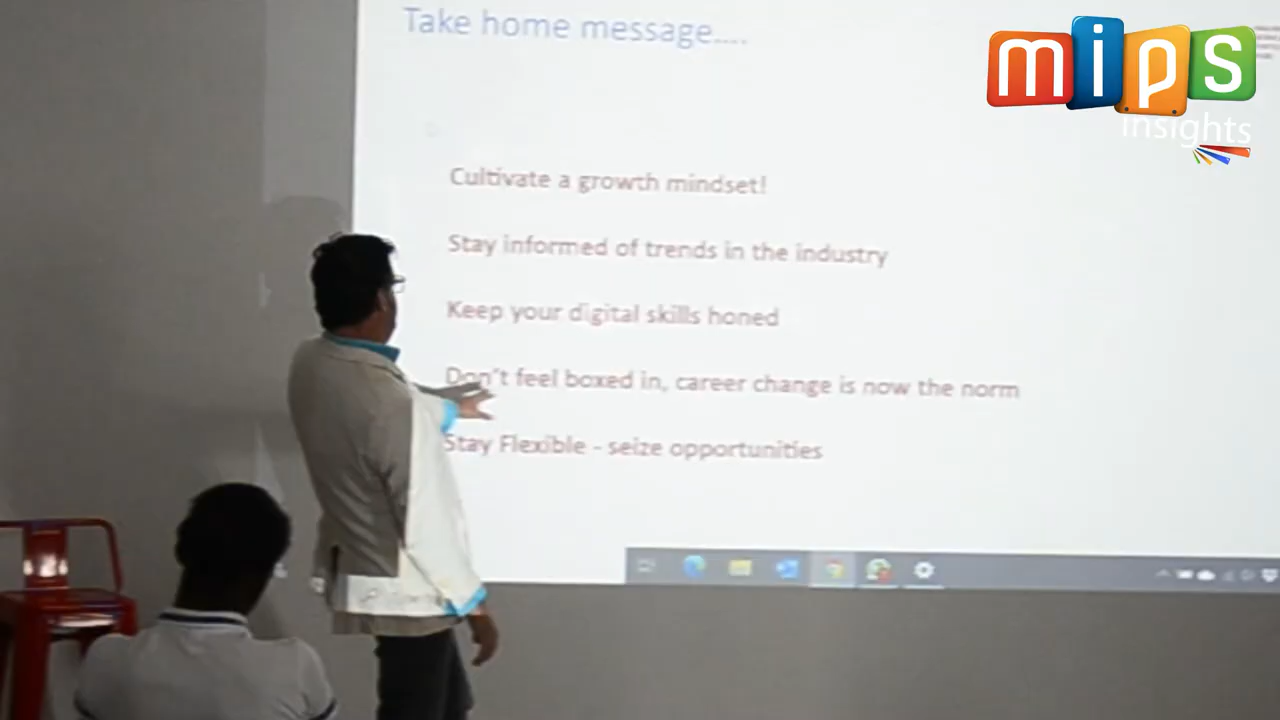 Take home message....
mips
insights
Cultivate a growth mindset!
Stay informed of trends in the industry
Keep your digital skills honed
Don't feel boxed in, career change is now the norm
Stay Flexible - seize opportunities